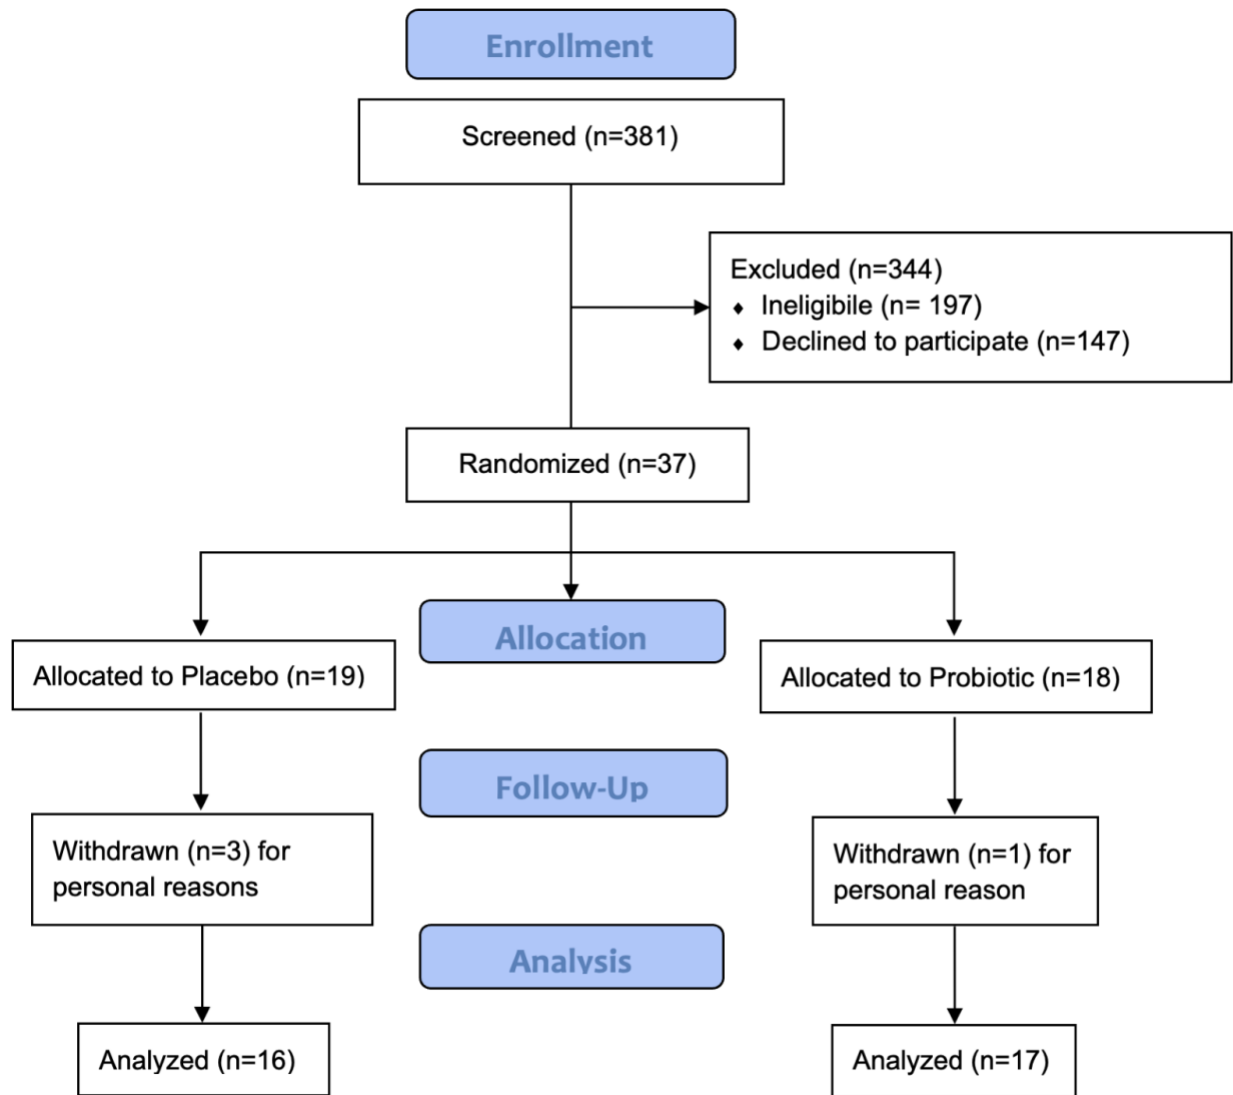 Enrollment
Screened (n=381)
Excluded (n=344)
♦ Ineligibile (n= 197)
♦ Declined to participate (n=147)
Randomized (n=37)
Allocation
Allocated to Placebo (n=19)
Allocated to Probiotic (n=18)
Follow-Up
Withdrawn (n=3) for
personal reasons
Withdrawn (n=1) for
personal reason
Analysis
Analyzed (n=16)
Analyzed (n=17)